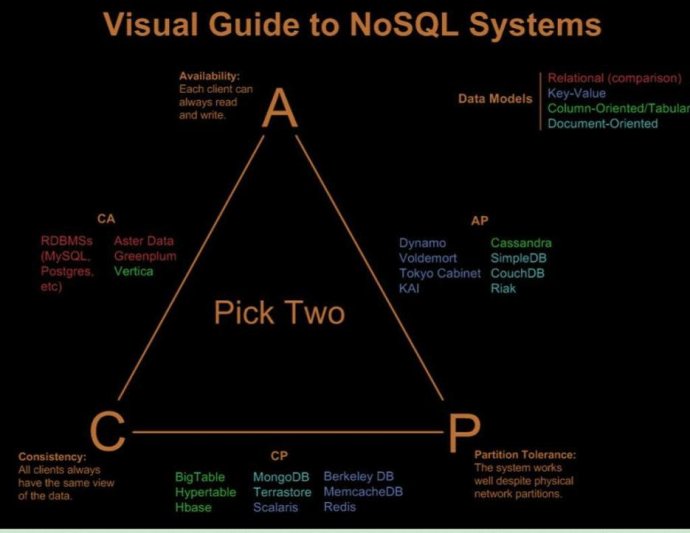 Visual Guide to NoSQL Systems
Availability:
Each client can
always read
and write.
A
Data Models
Relational (comparison)
Key-Value
Column-Oriented/Tabular
Document-Oriented
CA
RDBMSs
(MySQL,
Postgres,
etc)
Aster Data
Greenplum
Vertica
AP
Dynamo
Voldemort
Tokyo Cabinet
KAI
Cassandra
SimpleDB
CouchDB
Riak
Pick Two
C
Consistency:
All clients always
have the same view
of the data.
CP
BigTable
Hypertable
Hbase
MongoDB
Terrastore
Scalaris
Berkeley DB
MemcacheDB
Redis
P
Partition Tolerance:
The system works
well despite physical
network partitions.